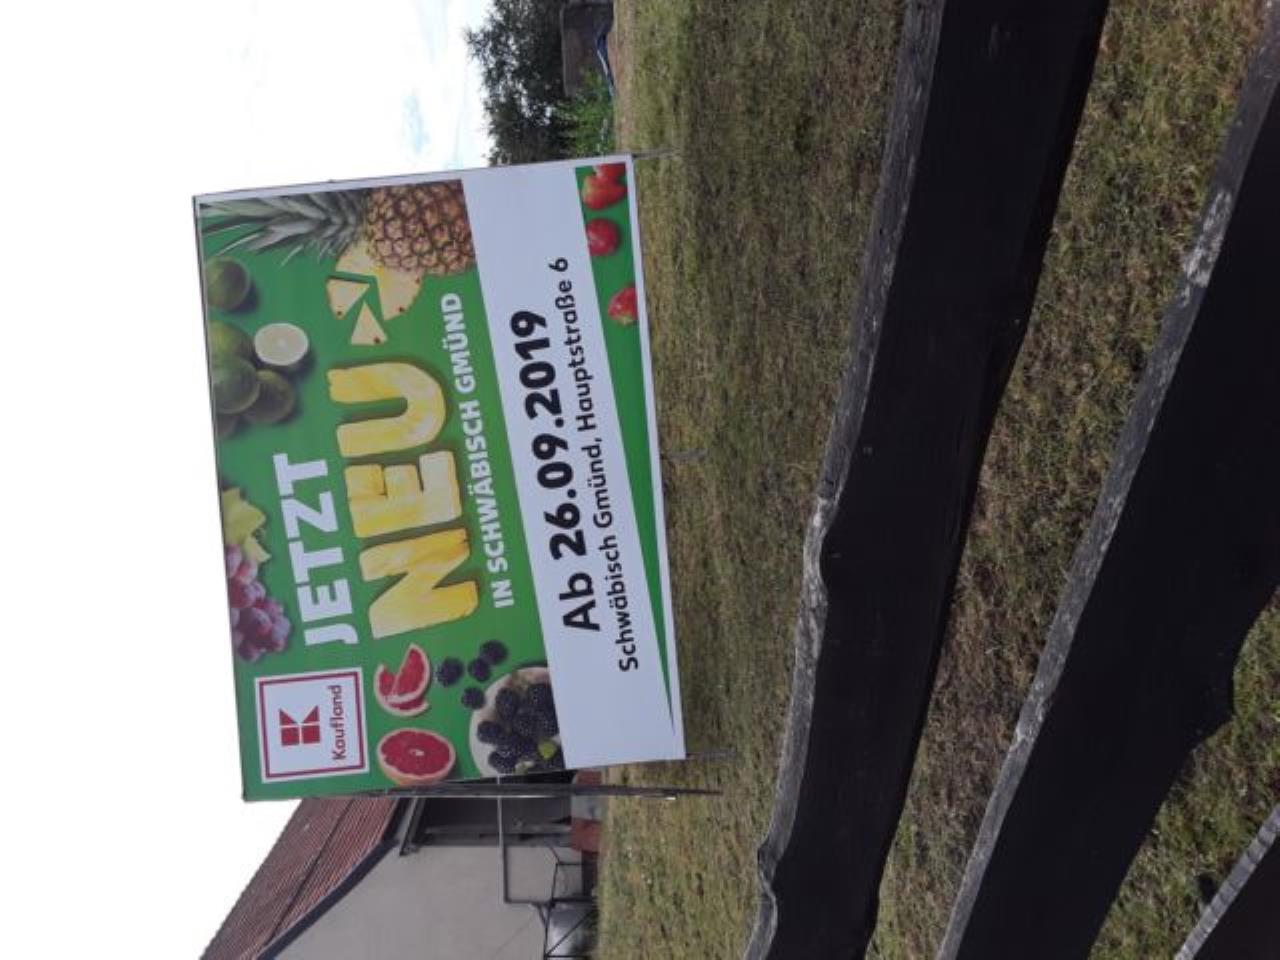 Kaufland
JETZT
NEU
IN SCHWÄBISCH GMÜND
Ab 26.09.2019
Schwäbisch Gmünd, Hauptstraße 6